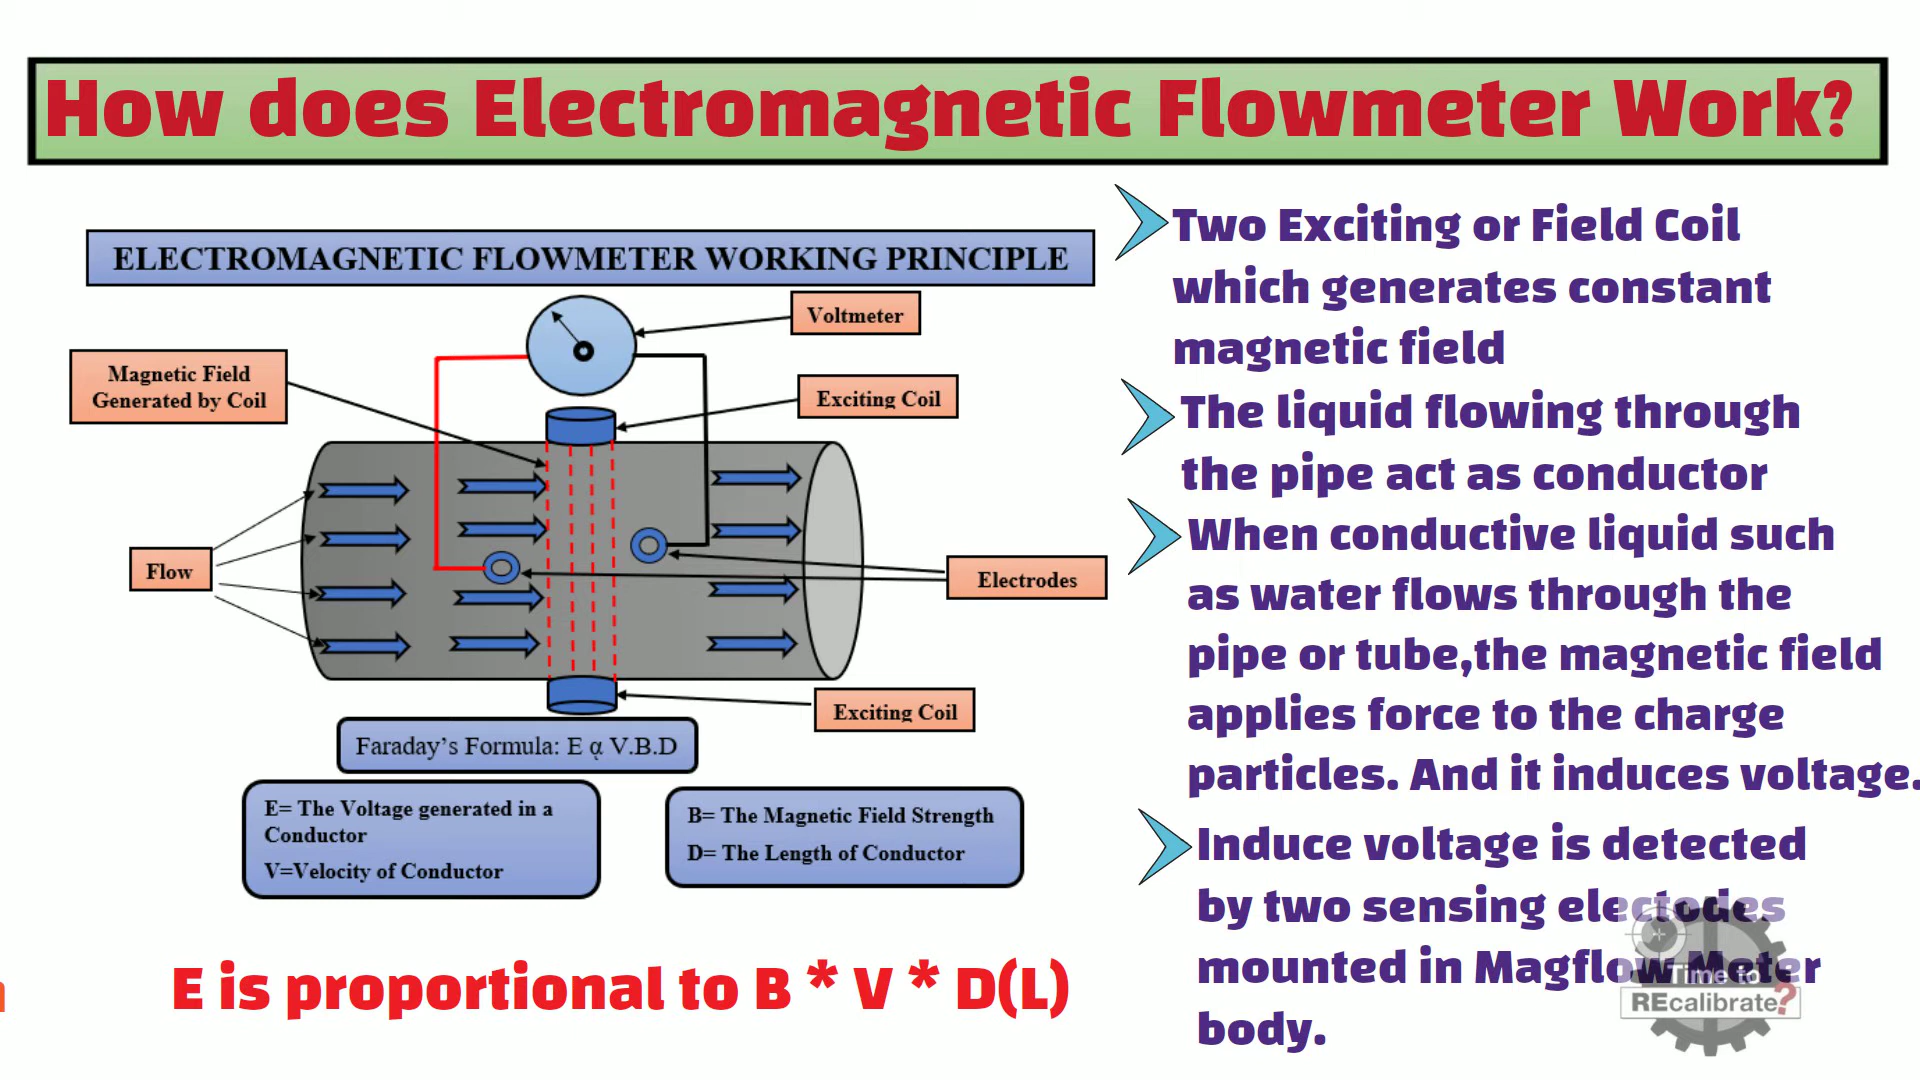 How does Electromagnetic Flowmeter Work?
ELECTROMAGNETIC FLOWMETER WORKING PRINCIPLE
Voltmeter
Magnetic Field
Generated by Coil
Exciting Coil
Flow
Electrodes
Exciting Coil
Faraday's Formula: E α V.B.D
E= The Voltage generated in a
Conductor
V=Velocity of Conductor
B= The Magnetic Field Strength
D= The Length of Conductor
E is proportional to B * V * D(L)
Two Exciting or Field Coil
which generates constant
magnetic field
The liquid flowing through
the pipe act as conductor
When conductive liquid such
as water flows through the
pipe or tube,the magnetic field
applies force to the charge
particles. And it induces voltage.
Induce voltage is detected
by two sensing electodes
mounted in Magflow Meter
body.
Time to
REcalibrate?